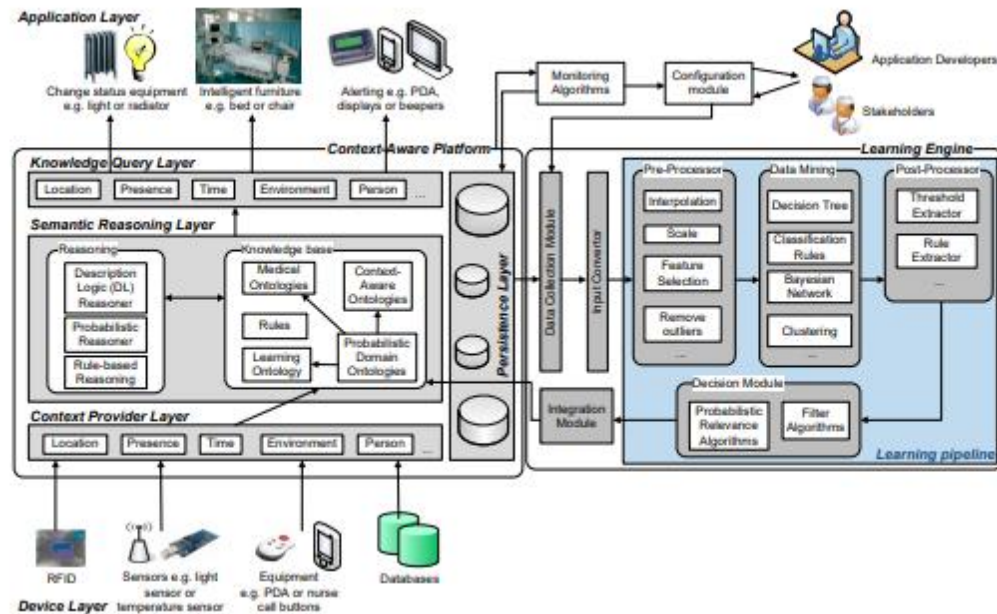 Application Layer
Change status equipment
e.g. light or radiator
Intelligent furniture
e.g. bed or chair
Alerting e.g. PDA,
displays or beepers
Monitoring
Algorithms
Configuration
module
Application Developers
Stakeholders
Context-Aware Platform
Knowledge Query Layer
Location
Presence
Time
Environment
Person
...
Semantic Reasoning Layer
Reasoning
Description
Logic (DL)
Reasoner
Probabilistic
Reasoner
Rule-based
Reasoning
Knowledge base
Medical
Ontologies
Context-
Aware
Ontologies
Rules
Learning
Ontology
Probabilistic
Domain
Ontologies
Context Provider Layer
Location
Presence
Time
Environment
Person
...
Persistence Layer
Learning Engine
Data Collection Module
Input Convertor
Pre-Processor
Interpolation
Scale
Feature
Selection
Remove
outliers
...
Data Mining
Decision Tree
Classification
Rules
Bayesian
Network
Clustering
...
Post-Processor
Threshold
Extractor
Rule
Extractor
...
Integration
Module
Decision Module
Probabilistic
Relevance
Algorithms
Filter
Algorithms
Learning pipeline
RFID
Sensors e.g. light
sensor or
temperature sensor
Equipment
e.g. PDA or nurse
call buttons
Databases
Device Layer